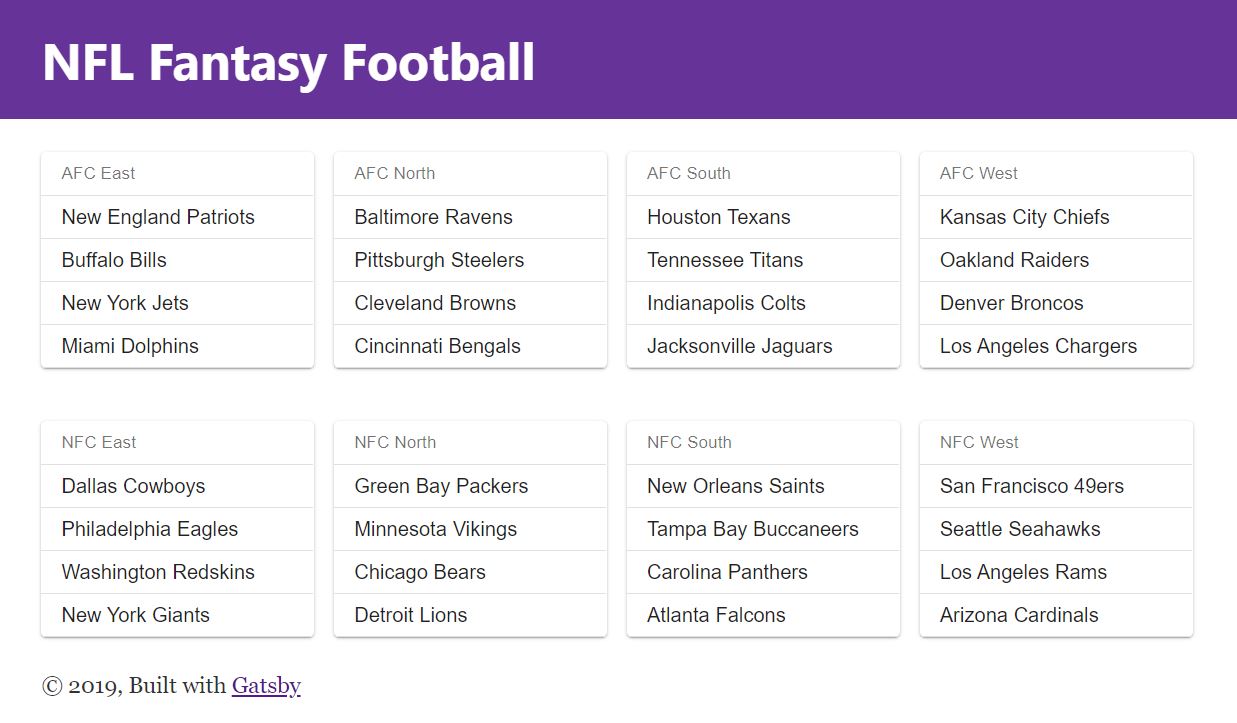 NFL Fantasy Football
AFC East
New England Patriots
Buffalo Bills
New York Jets
Miami Dolphins
AFC North
Baltimore Ravens
Pittsburgh Steelers
Cleveland Browns
Cincinnati Bengals
AFC South
Houston Texans
Tennessee Titans
Indianapolis Colts
Jacksonville Jaguars
AFC West
Kansas City Chiefs
Oakland Raiders
Denver Broncos
Los Angeles Chargers
NFC East
Dallas Cowboys
Philadelphia Eagles
Washington Redskins
New York Giants
NFC North
Green Bay Packers
Minnesota Vikings
Chicago Bears
Detroit Lions
NFC South
New Orleans Saints
Tampa Bay Buccaneers
Carolina Panthers
Atlanta Falcons
NFC West
San Francisco 49ers
Seattle Seahawks
Los Angeles Rams
Arizona Cardinals
© 2019, Built with Gatsby